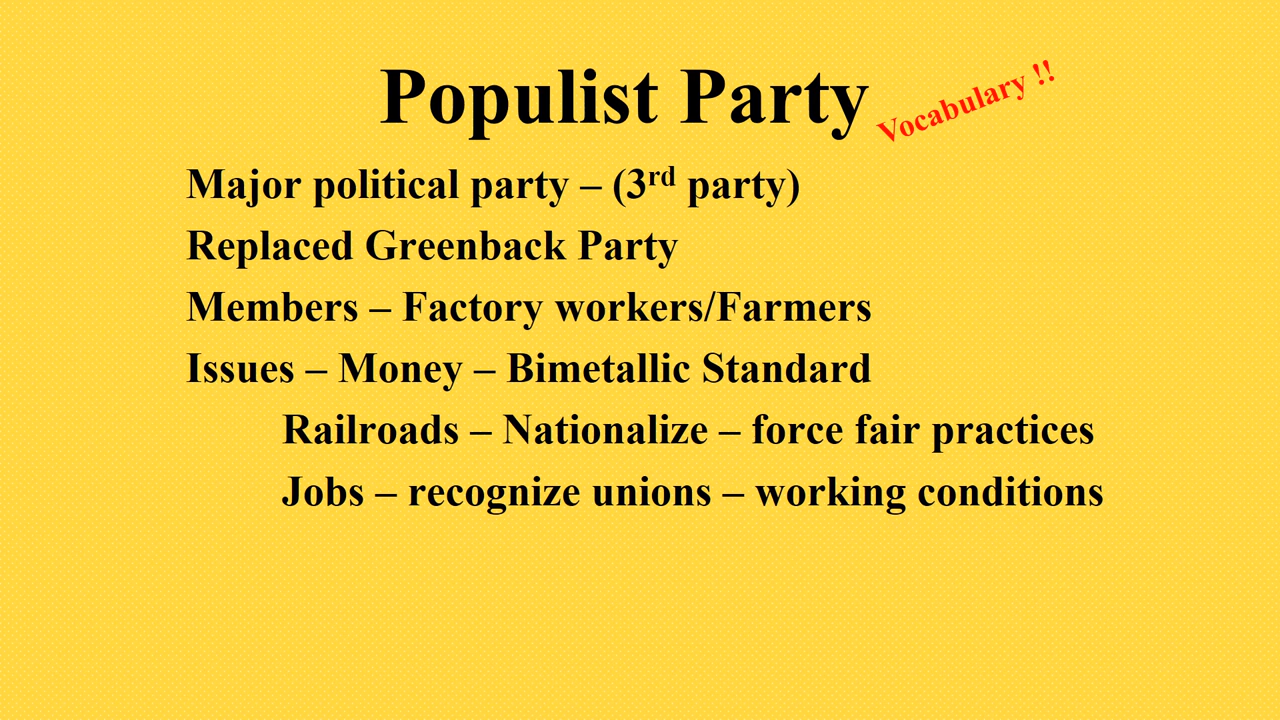 Populist Party
Vocabulary !!
Major political party – (3rd party)
Replaced Greenback Party
Members – Factory workers/Farmers
Issues – Money – Bimetallic Standard
Railroads – Nationalize – force fair practices
Jobs – recognize unions – working conditions